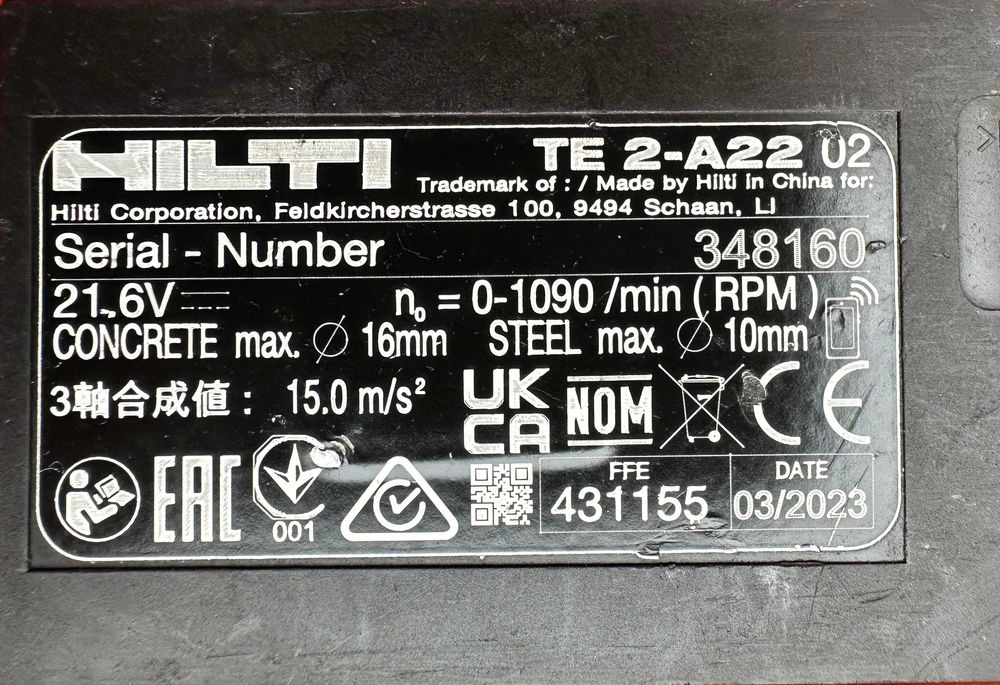 HILTI TE 2-A22 02
Trademark of : / Made by Hilti in China for:
Hilti Corporation, Feldkircherstrasse 100, 9494 Schaan, LI
Serial - Number 348160
21.6V n₀ = 0-1090 /min (RPM)
CONCRETE max. ∅ 16mm STEEL max. ∅ 10mm
3軸合成値: 15.0 m/s²
UK
CA
NOM
CE
EAC
001
FFE
431155
DATE
03/2023